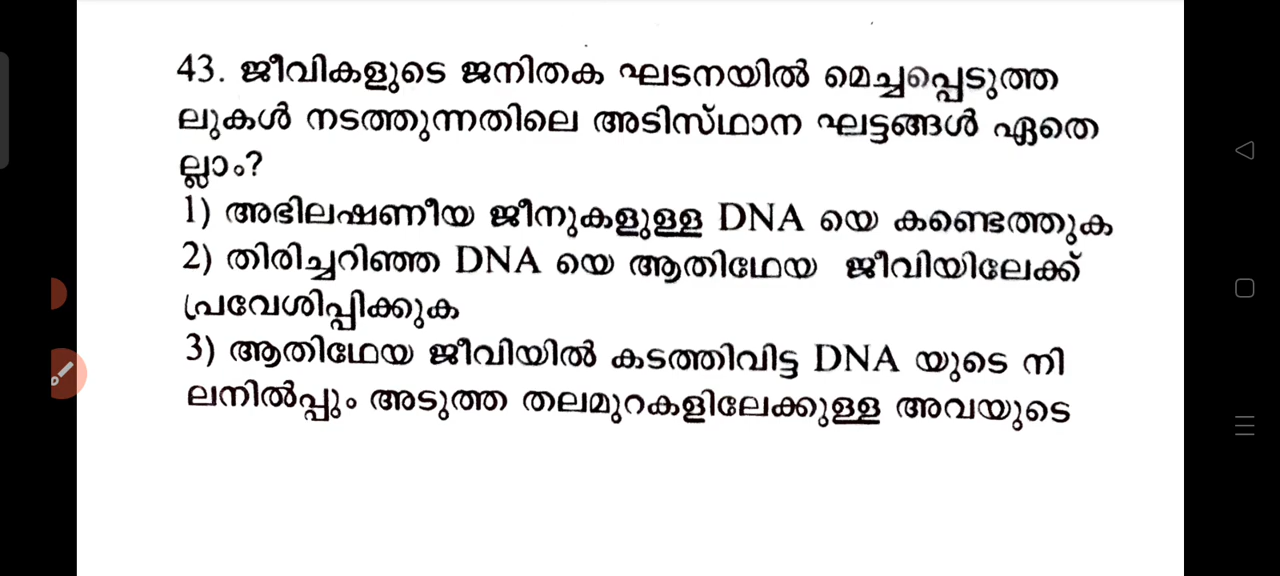 43. ജീവികളുടെ ജനിതക ഘടനയിൽ മെച്ചപ്പെടുത്ത
ലുകൾ നടത്തുന്നതിലെ അടിസ്ഥാന ഘട്ടങ്ങൾ ഏതെ
ല്ലാം?
1) അഭിലഷണീയ ജീനുകളുള്ള DNA യെ കണ്ടെത്തുക
2) തിരിച്ചറിഞ്ഞ DNA യെ ആതിഥേയ ജീവിയിലേക്ക്
പ്രവേശിപ്പിക്കുക
3) ആതിഥേയ ജീവിയിൽ കടത്തിവിട്ട DNA യുടെ നി
ലനിൽപ്പും അടുത്ത തലമുറകളിലേക്കുള്ള അവയുടെ